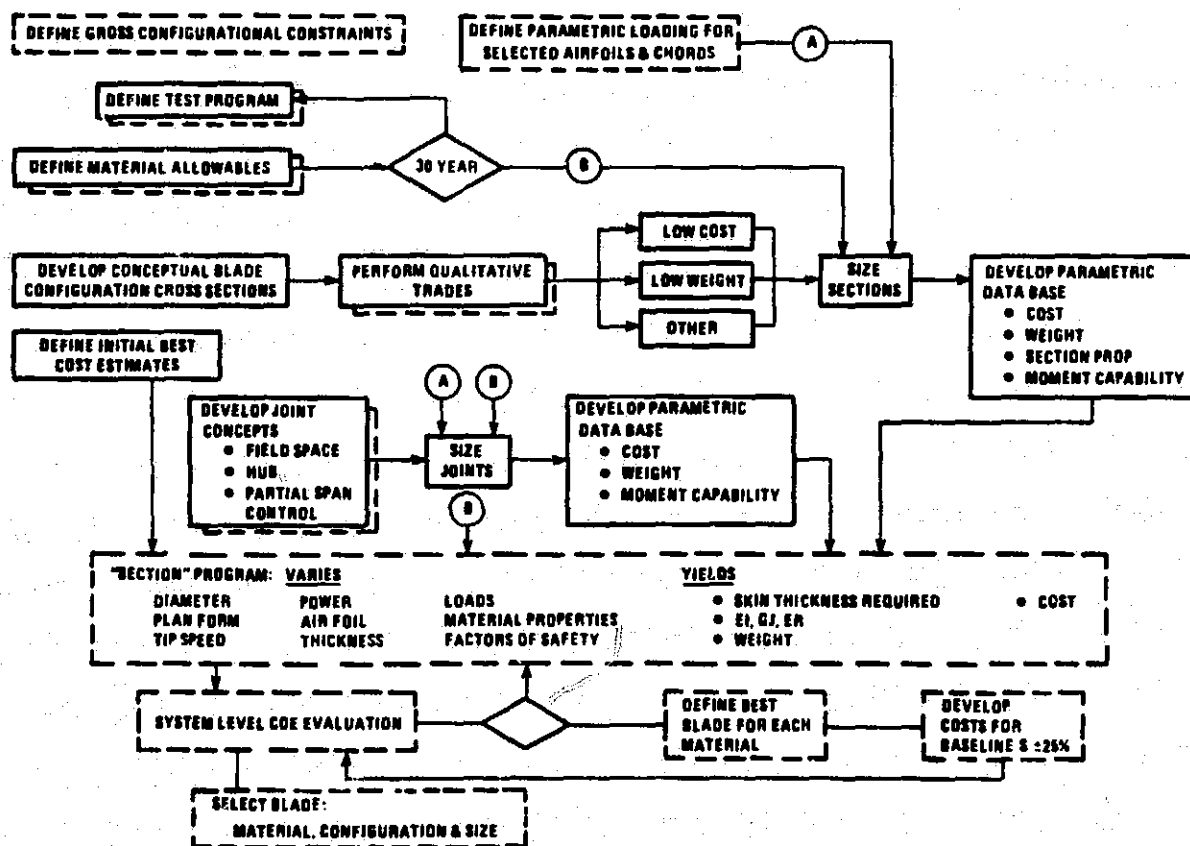 DEFINE GROSS CONFIGURATIONAL CONSTRAINTS
DEFINE PARAMETRIC LOADING FOR
SELECTED AIRFOILS & CHORDS
A
DEFINE TEST PROGRAM
DEFINE MATERIAL ALLOWABLES
30 YEAR
B
DEVELOP CONCEPTUAL BLADE
CONFIGURATION CROSS SECTIONS
PERFORM QUALITATIVE
TRADES
LOW COST
LOW WEIGHT
OTHER
SIZE
SECTIONS
DEVELOP PARAMETRIC
DATA BASE
• COST
• WEIGHT
• SECTION PROP
• MOMENT CAPABILITY
DEFINE INITIAL BEST
COST ESTIMATES
DEVELOP JOINT
CONCEPTS
• FIELD SPACE
• HUB
• PARTIAL SPAN
CONTROL
A
B
SIZE
JOINTS
B
DEVELOP PARAMETRIC
DATA BASE
• COST
• WEIGHT
• MOMENT CAPABILITY
"SECTION" PROGRAM: VARIES
DIAMETER
PLAN FORM
TIP SPEED
POWER
AIR FOIL
THICKNESS
LOADS
MATERIAL PROPERTIES
FACTORS OF SAFETY
YIELDS
• SKIN THICKNESS REQUIRED
• EI, GJ, ER
• WEIGHT
• COST
SYSTEM LEVEL COE EVALUATION
DEFINE BEST
BLADE FOR EACH
MATERIAL
DEVELOP
COSTS FOR
BASELINE S ±25%
SELECT BLADE:
MATERIAL, CONFIGURATION & SIZE